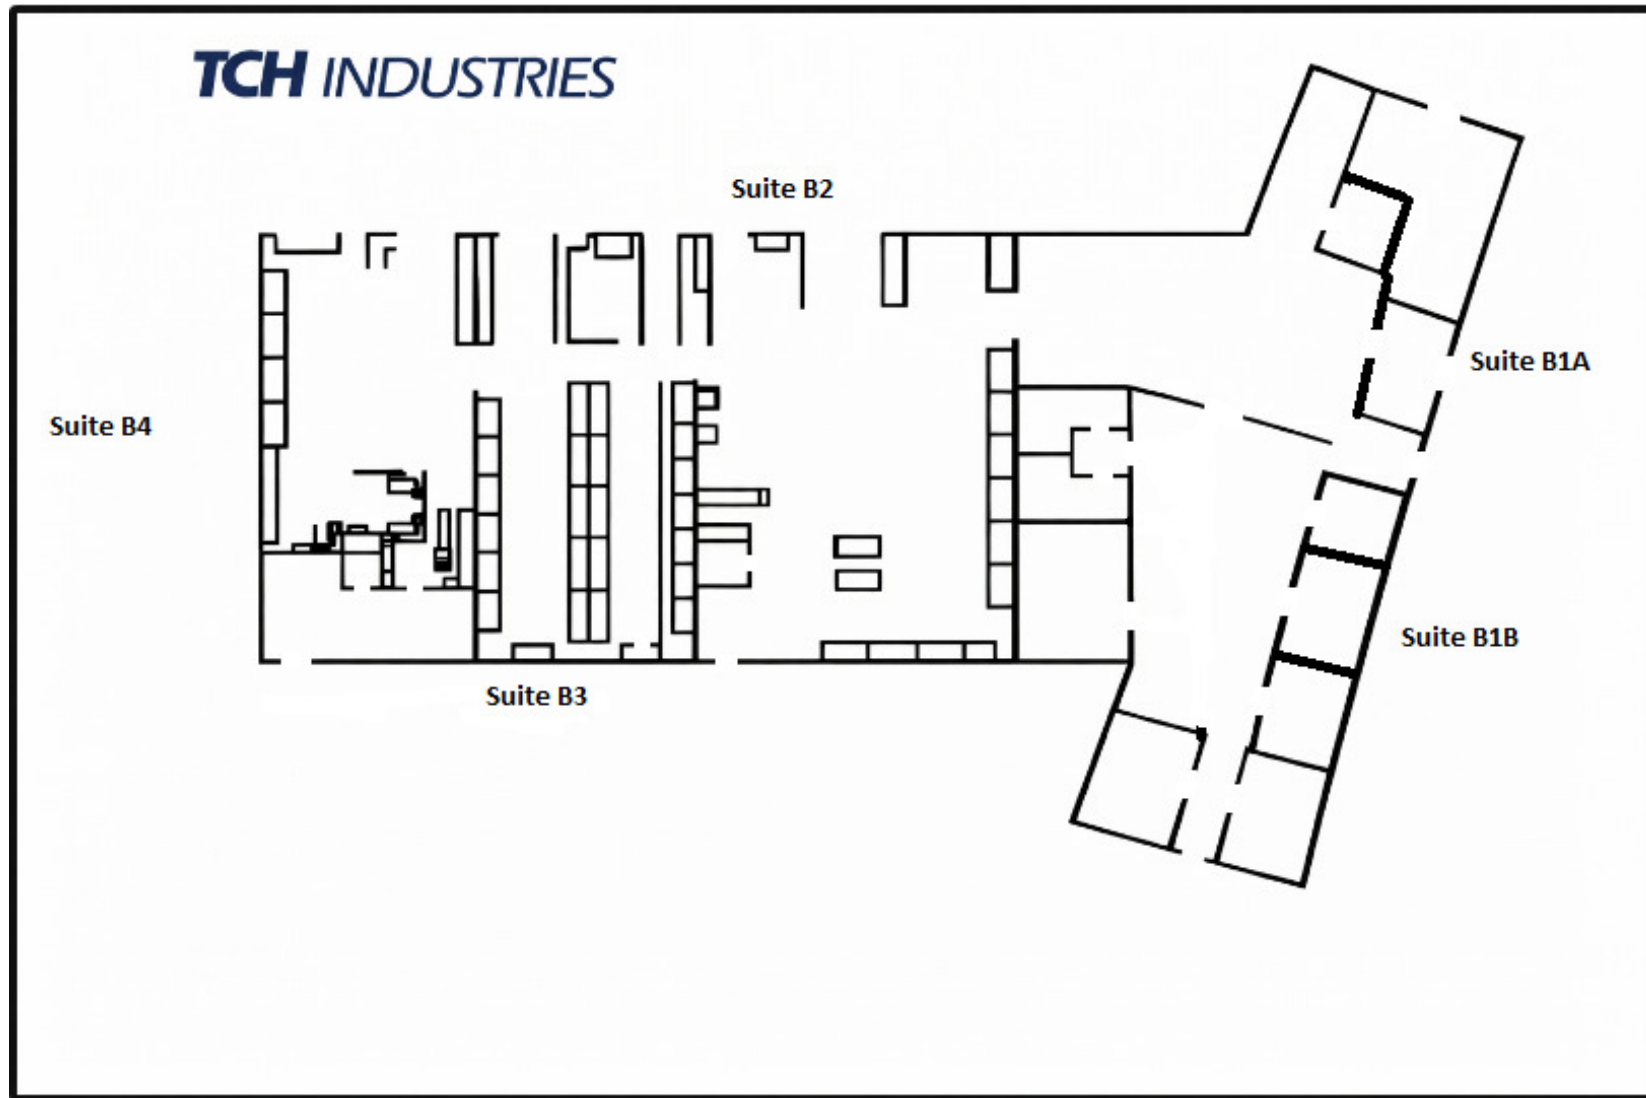 TCH INDUSTRIES
Suite B2
Suite B1A
Suite B4
Suite B1B
Suite B3